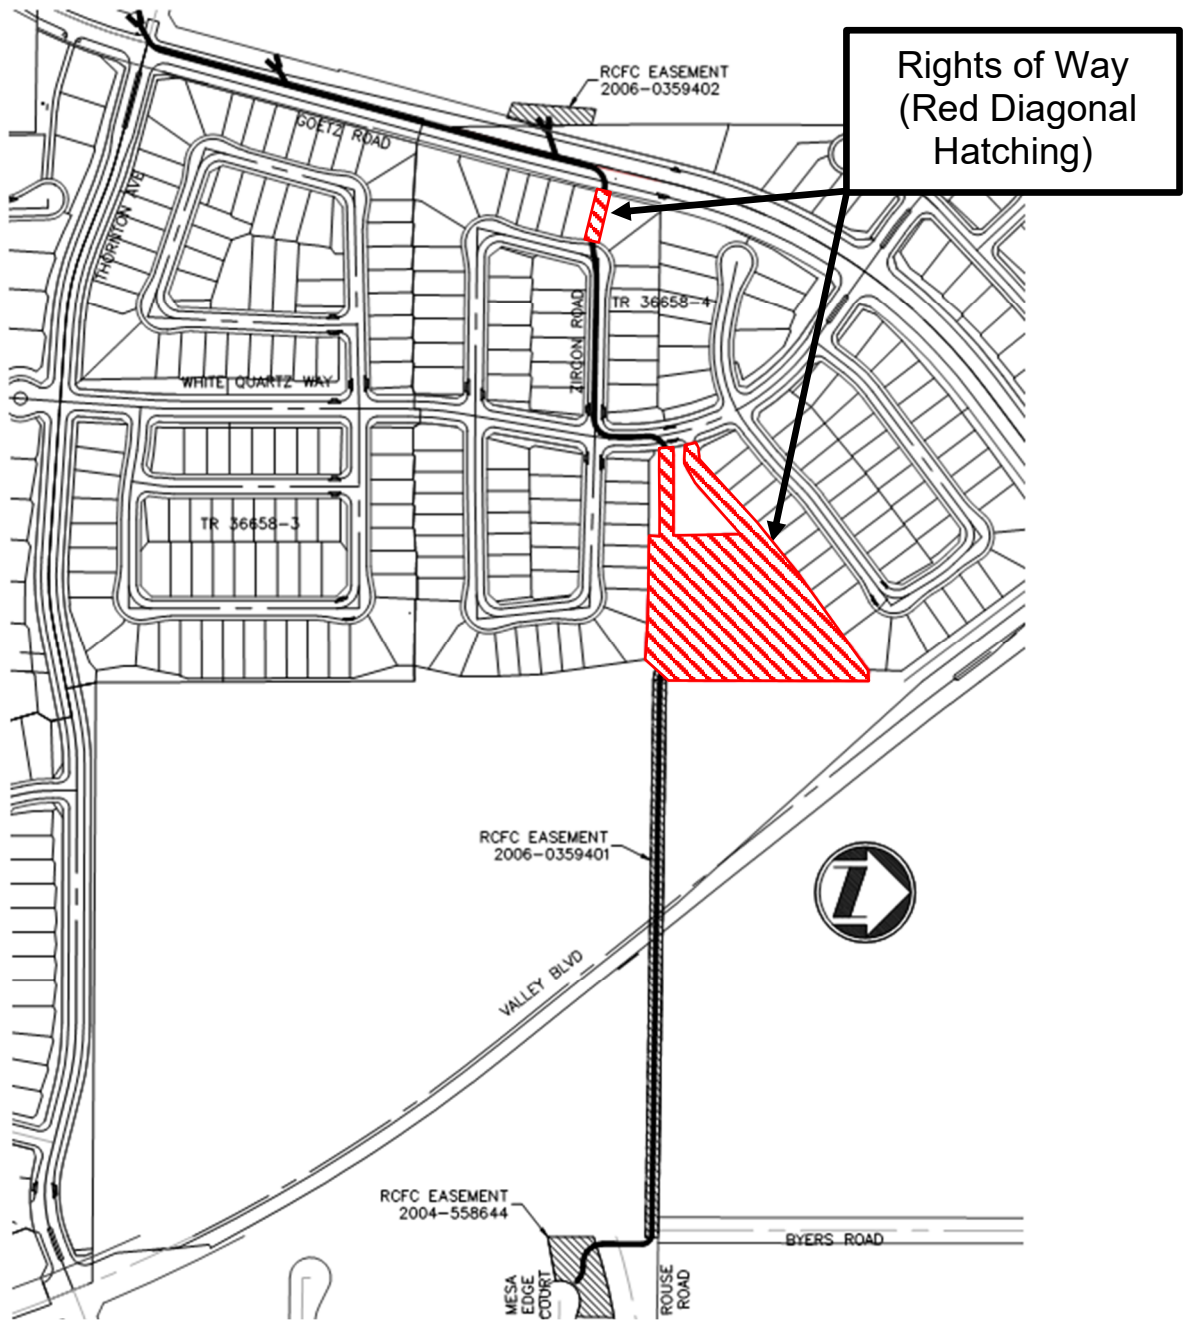 Rights of Way
(Red Diagonal
Hatching)
RCFC EASEMENT
2006-0359402
GOETZ ROAD
THORNTON AVE
TR 36658-4
ZIRCON ROAD
WHITE QUARTZ WAY
TR 36658-3
RCFC EASEMENT
2006-0359401
VALLEY BLVD
RCFC EASEMENT
2004-558644
BYERS ROAD
MESA
EDGE
COURT
ROUSE
ROAD